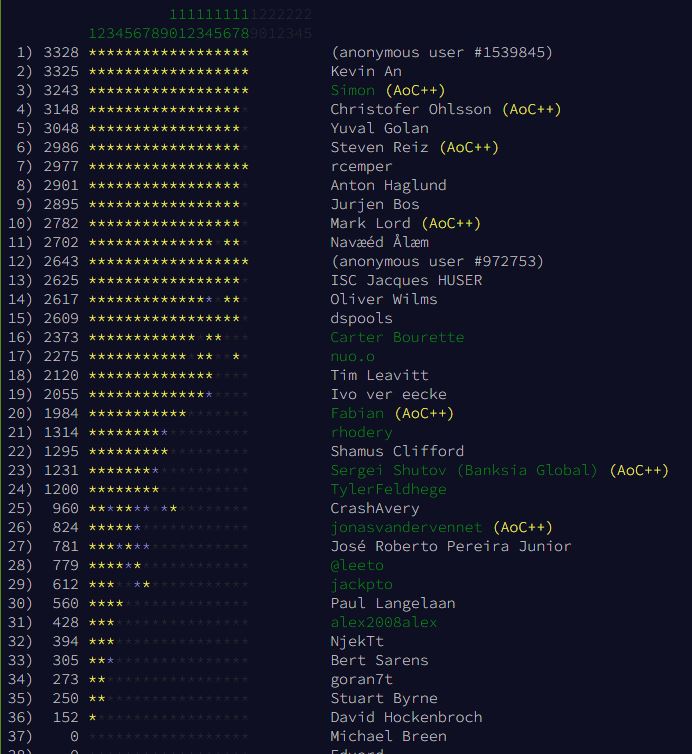 1111111111222222
1234567890123456789012345
1) 3328 ****************** (anonymous user #1539845)
2) 3325 ****************** Kevin An
3) 3243 ****************** Simon (AoC++)
4) 3148 ****************** Christofer Ohlsson (AoC++)
5) 3048 ****************** Yuval Golan
6) 2986 ****************** Steven Reiz (AoC++)
7) 2977 ****************** rcemper
8) 2901 ****************** Anton Haglund
9) 2895 ****************** Jurjen Bos
10) 2782 ****************** Mark Lord (AoC++)
11) 2702 ****************** Navæéd Ålæm
12) 2643 ****************** (anonymous user #972753)
13) 2625 ****************** ISC Jacques HUSER
14) 2617 ****************** Oliver Wilms
15) 2609 ****************** dspools
16) 2373 ****************** Carter Bourette
17) 2275 ****************** nuo.o
18) 2120 ****************** Tim Leavitt
19) 2055 ****************** Ivo ver eecke
20) 1984 ****************** Fabian (AoC++)
21) 1314 ****************** rhodery
22) 1295 ****************** Shamus Clifford
23) 1231 ****************** Sergei Shutov (Banksia Global) (AoC++)
24) 1200 ****************** TylerFeldhege
25) 960 ****************** CrashAvery
26) 824 ****************** jonasvandervennet (AoC++)
27) 781 ****************** José Roberto Pereira Junior
28) 779 ****************** @leeto
29) 612 ****************** jackpto
30) 560 ****************** Paul Langelaan
31) 428 ****************** alex2008alex
32) 394 ****************** NjekTt
33) 305 ****************** Bert Sarens
34) 273 ****************** goran7t
35) 250 ****************** Stuart Byrne
36) 152 ****************** David Hockenbroch
37) 0 ****************** Michael Breen